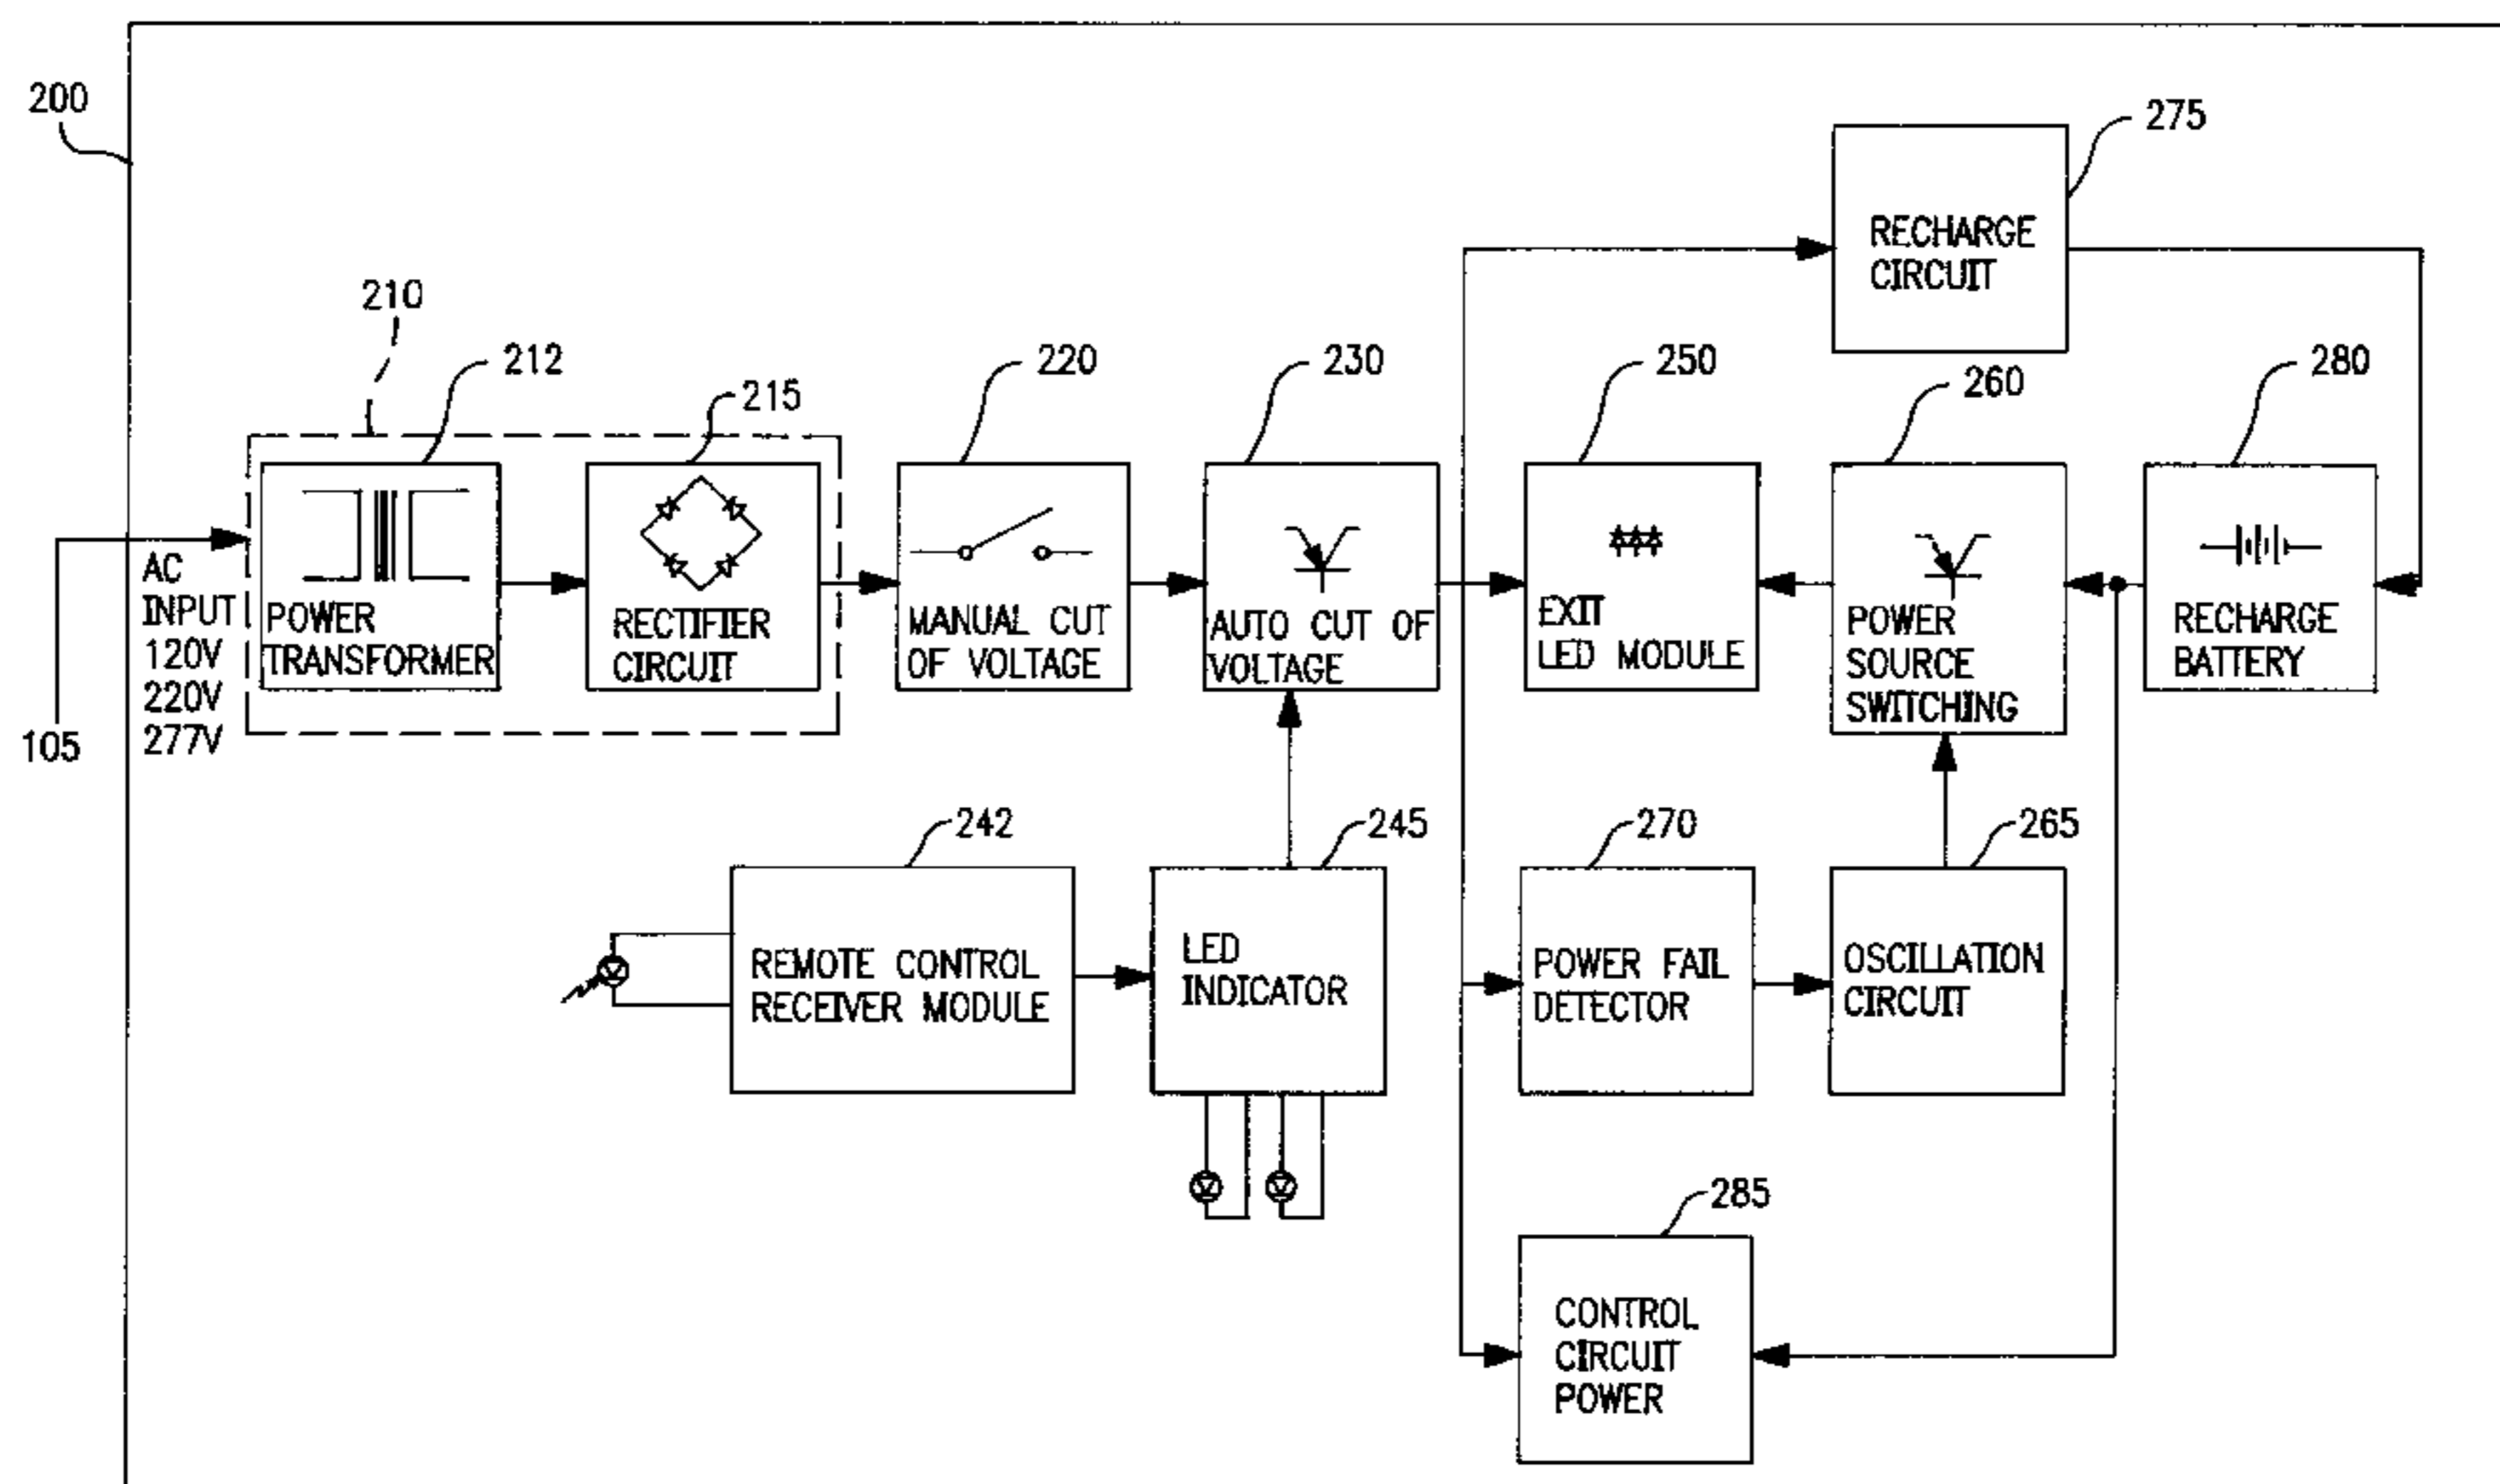 200
275
RECHARGE
CIRCUIT
210
212
215
220
230
250
260
280
AC
INPUT
120V
220V
277V
105
POWER
TRANSFORMER
RECTIFIER
CIRCUIT
MANUAL CUT
OF VOLTAGE
AUTO CUT OF
VOLTAGE
EXIT
LED MODULE
POWER
SOURCE
SWITCHING
RECHARGE
BATTERY
242
245
270
265
REMOTE CONTROL
RECEIVER MODULE
LED
INDICATOR
POWER FAIL
DETECTOR
OSCILLATION
CIRCUIT
285
CONTROL
CIRCUIT
POWER